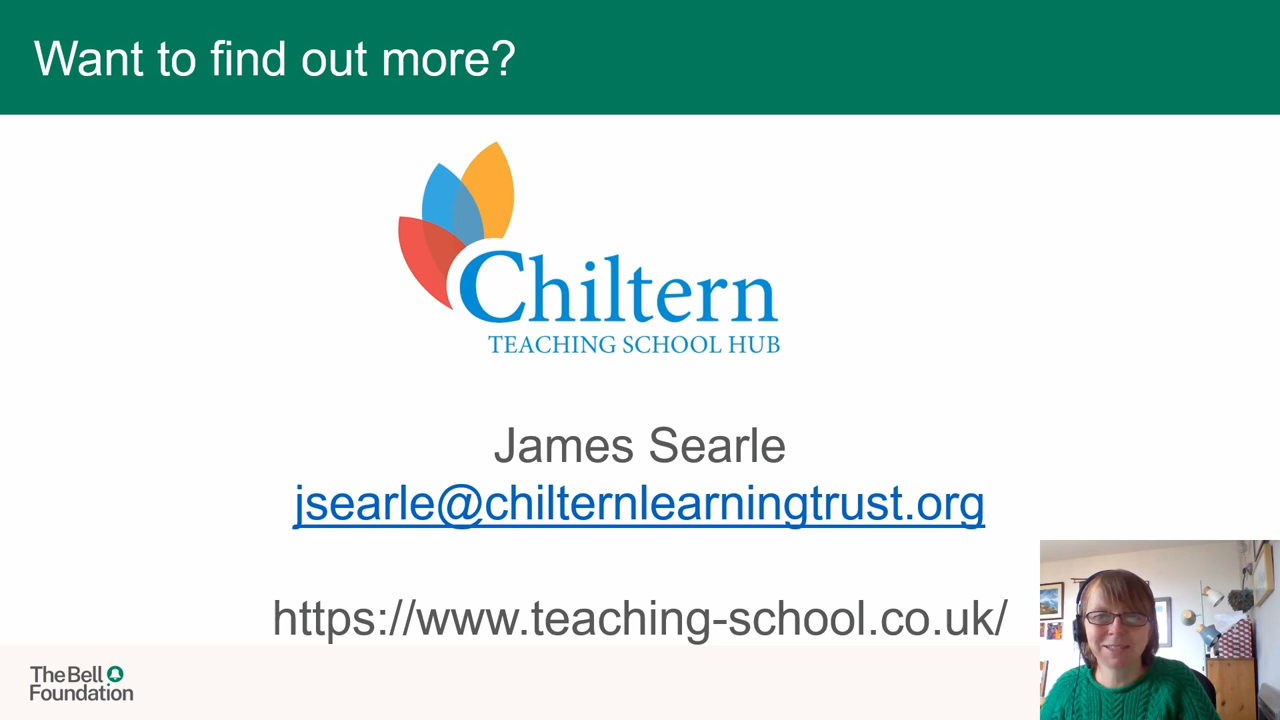 Want to find out more?
Chiltern
TEACHING SCHOOL HUB
James Searle
jsearle@chilternlearningtrust.org
https://www.teaching-school.co.uk/
The Bell
Foundation